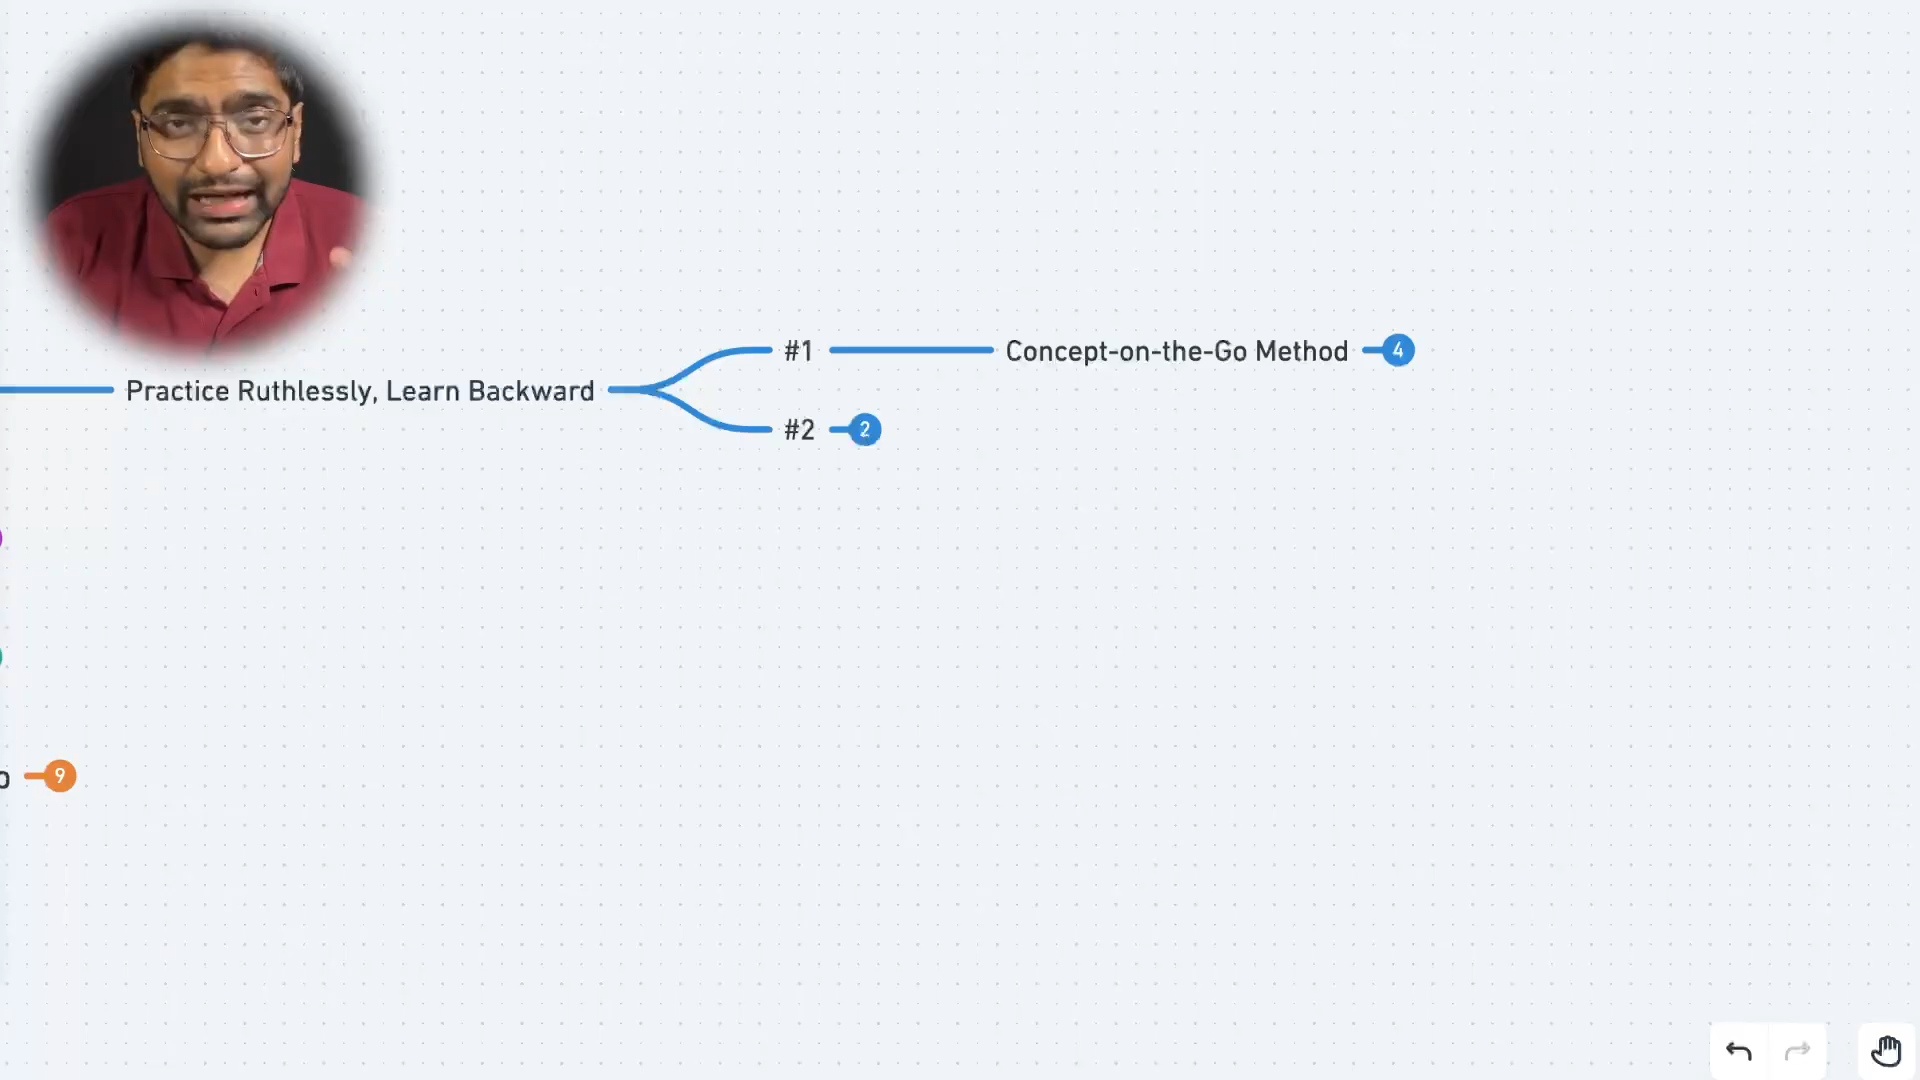 #1 Concept-on-the-Go Method 4
Practice Ruthlessly, Learn Backward
#2 2
9